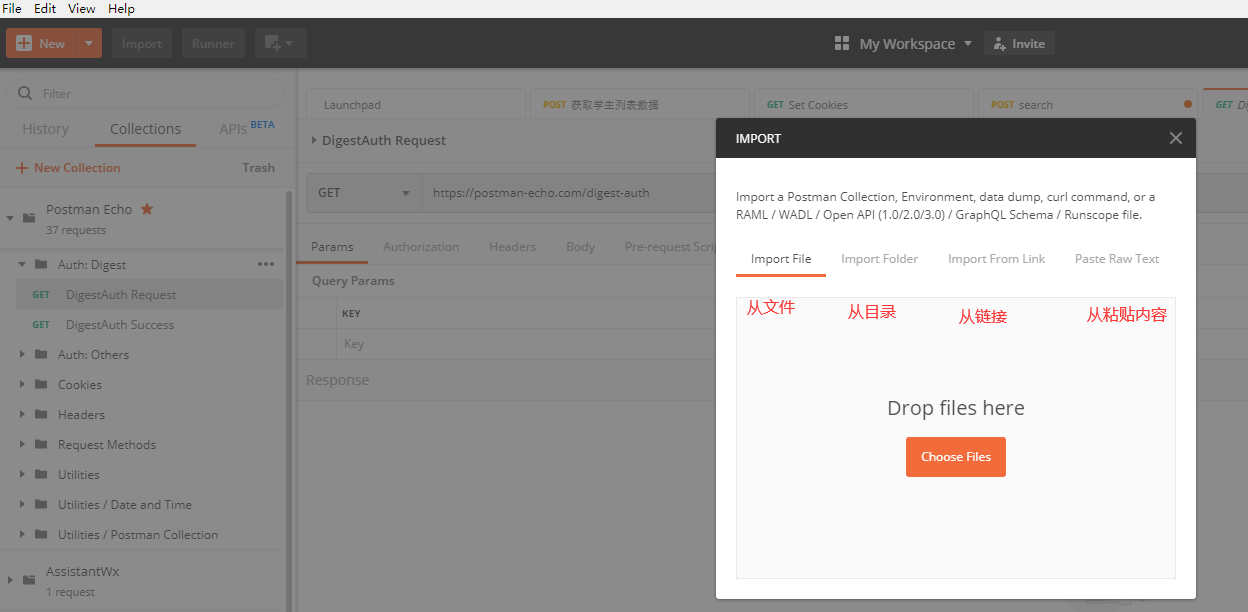 File Edit View Help
New Import Runner My Workspace Invite
Filter
History Collections APIs BETA
New Collection Trash
Postman Echo
37 requests
Auth: Digest
GET DigestAuth Request
GET DigestAuth Success
Auth: Others
Cookies
Headers
Request Methods
Utilities
Utilities / Date and Time
Utilities / Postman Collection
AssistantWx
1 request
Launchpad POST 获取学生列表数据 GET Set Cookies POST search GET Di
DigestAuth Request
GET https://postman-echo.com/digest-auth
Params Authorization Headers Body Pre-request Scrip
Query Params
KEY
Key
Response
IMPORT
Import a Postman Collection, Environment, data dump, curl command, or a
RAML / WADL / Open API (1.0/2.0/3.0) / GraphQL Schema / Runscope file.
Import File Import Folder Import From Link Paste Raw Text
从文件 从目录 从链接 从粘贴内容
Drop files here
Choose Files